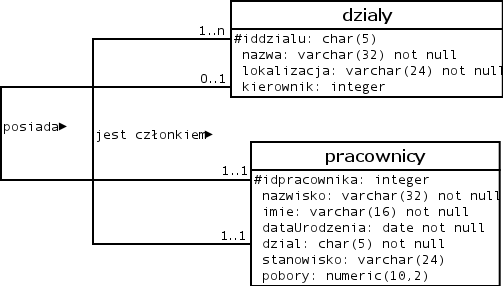 działy
#iddzialu: char(5)
nazwa: varchar(32) not null
lokalizacja: varchar(24) not null
kierownik: integer
1..n
0..1
posiada▶
jest członkiem▶
pracownicy
#idpracownika: integer
nazwisko: varchar(32) not null
imie: varchar(16) not null
dataUrodzenia: date not null
dzial: char(5) not null
stanowisko: varchar(24)
pobory: numeric(10,2)
1..1
1..1